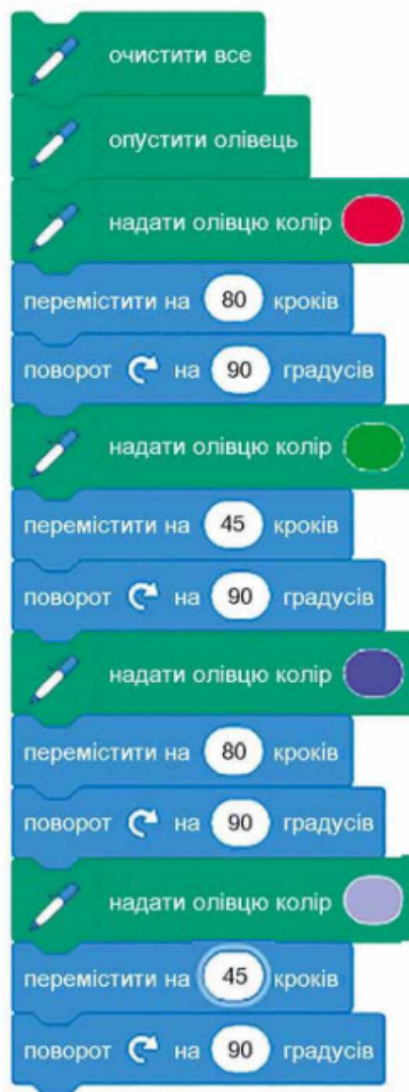 очистити все
опустити олівець
надати олівцю колір
перемістити на 80 кроків
поворот на 90 градусів
надати олівцю колір
перемістити на 45 кроків
поворот на 90 градусів
надати олівцю колір
перемістити на 80 кроків
поворот на 90 градусів
надати олівцю колір
перемістити на 45 кроків
поворот на 90 градусів